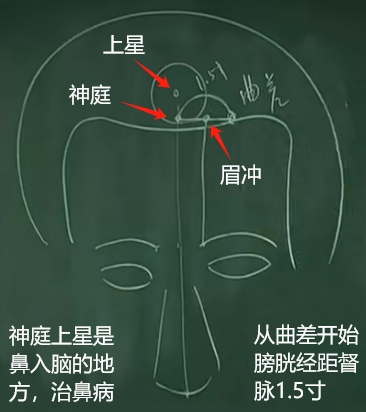 上星
1.5寸
神庭
曲差
眉冲
神庭上星是
鼻入脑的地
方，治鼻病
从曲差开始
膀胱经距督
脉1.5寸